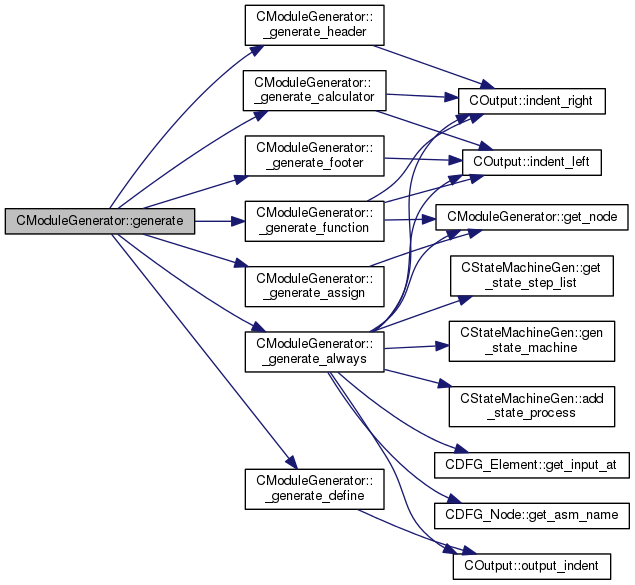 CModuleGenerator::generate
CModuleGenerator::
_generate_header
CModuleGenerator::
_generate_calculator
CModuleGenerator::
_generate_footer
CModuleGenerator::
_generate_function
CModuleGenerator::
_generate_assign
CModuleGenerator::
_generate_always
CModuleGenerator::
_generate_define
COutput::indent_right
COutput::indent_left
CModuleGenerator::get_node
CStateMachineGen::get
_state_step_list
CStateMachineGen::gen
_state_machine
CStateMachineGen::add
_state_process
CDFG_Element::get_input_at
CDFG_Node::get_asm_name
COutput::output_indent